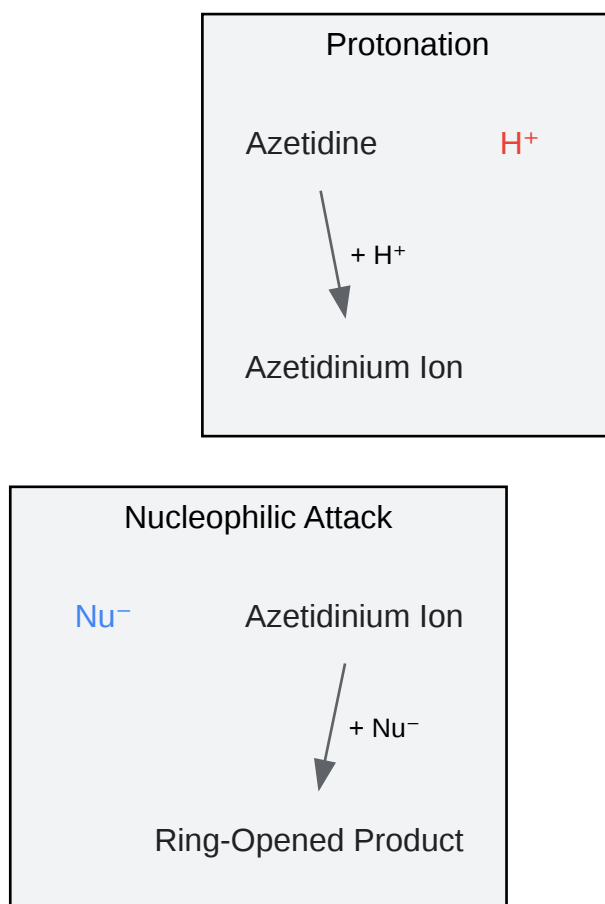 Protonation
Azetidine H⁺
+ H⁺
Azetidinium Ion
Nucleophilic Attack
Nu⁻ Azetidinium Ion
+ Nu⁻
Ring-Opened Product